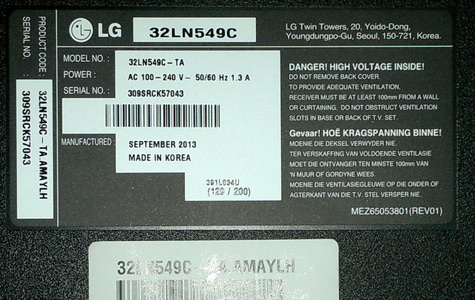 LG 32LN549C
LG Twin Towers, 20, Yoido-Dong,
Youngdungpo-Gu, Seoul, 150-721, Korea.
MODEL NO. : 32LN549C-TA
POWER : AC 100-240 V~ 50/60 Hz 1.3 A
SERIAL NO. : 309SRCK57043
MANUFACTURED : SEPTEMBER 2013
MADE IN KOREA
391L034U
(129 / 200)
DANGER! HIGH VOLTAGE INSIDE!
DO NOT REMOVE BACK COVER.
TO PROVIDE ADEQUATE VENTILATION.
RECEIVER MUST BE AT LEAST 100mm FROM A WALL
OR CURTAINING. DO NOT OBSTRUCT VENTILATION
SLOTS IN BASE OR BACK OF T.V. SET.
Gevaar! HOË KRAGSPANNING BINNE!
MOENIE DIE DEKSEL VERWYDER NIE.
TER VERSKAFFING VAN VOLDOENDE VENTILASIE
MOET DIE ONTVANGER TEN MINSTE 100mm VAN
'N MUUR OF GORDYNE WEES.
MOENIE DIE VENTILASIEGLEUWE OP DIE ONDER OF
AGTERKANT VAN DIE T.V. STEL VERSPER NIE.
MEZ65053801(REV01)
PRODUCT CODE : 32LN549C-TA AMAYLH
SERIAL NO. : 309SRCK57043
32LN549C-TA AMAYLH